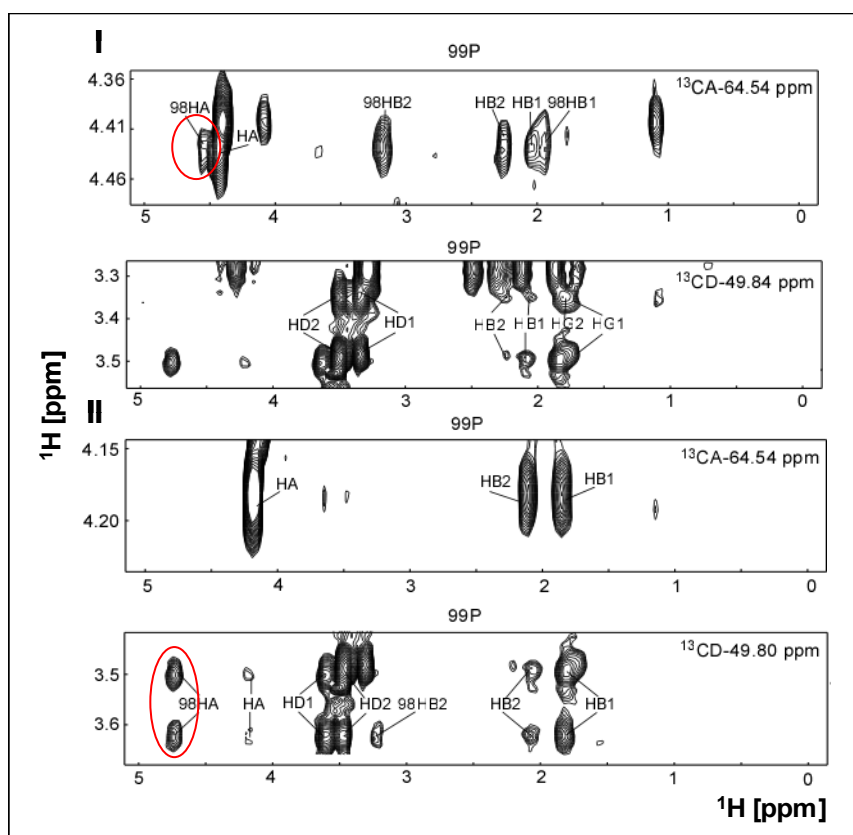 I
99P
4.36
4.41
4.46
98HA
HA
98HB2
HB2
HB1
98HB1
¹³CA-64.54 ppm
5 4 3 2 1 0
99P
3.3
3.4
3.5
HD2
HD1
HB2
HB1
HG2
HG1
¹³CD-49.84 ppm
5 4 3 2 1 0
II
¹H [ppm]
99P
4.15
4.20
HA
HB2
HB1
¹³CA-64.54 ppm
5 4 3 2 1 0
99P
3.5
3.6
98HA
HA
HD1
HD2
98HB2
HB2
HB1
¹³CD-49.80 ppm
5 4 3 2 1 0
¹H [ppm]